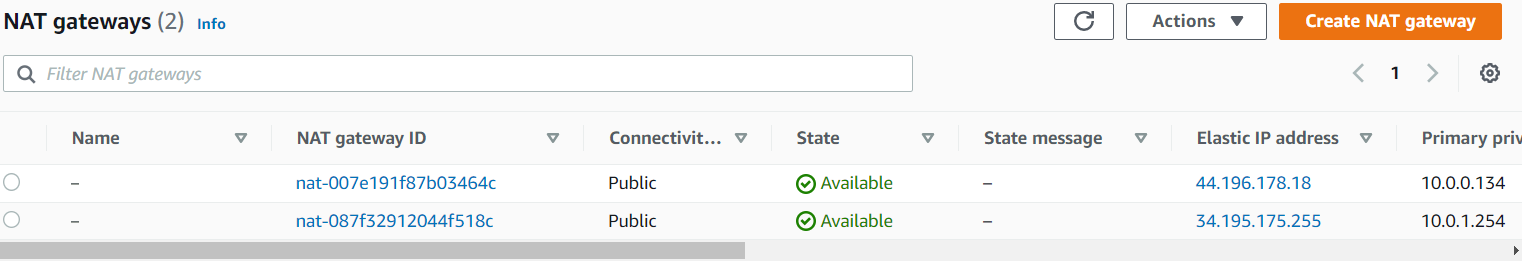 NAT gateways (2) Info
Actions
Create NAT gateway
Filter NAT gateways
1
Name NAT gateway ID Connectivit... State State message Elastic IP address Primary priv
– nat-007e191f87b03464c Public Available – 44.196.178.18 10.0.0.134
– nat-087f32912044f518c Public Available – 34.195.175.255 10.0.1.254